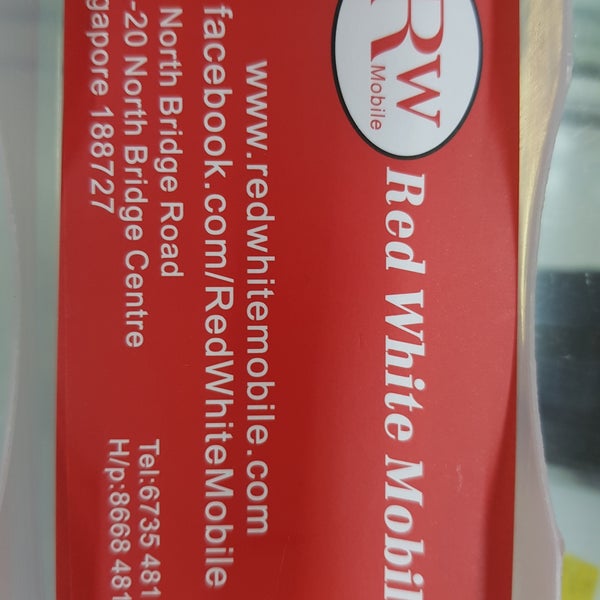 RW
Mobile
Red White Mobil
www.redwhitemobile.com
facebook.com/RedWhiteMobile
North Bridge Road
-20 North Bridge Centre
gapore 188727
Tel:6735 481
H/p:8668 481